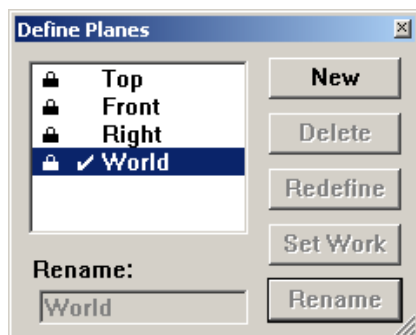 Define Planes
Top
Front
Right
World
New
Delete
Redefine
Set Work
Rename:
World
Rename